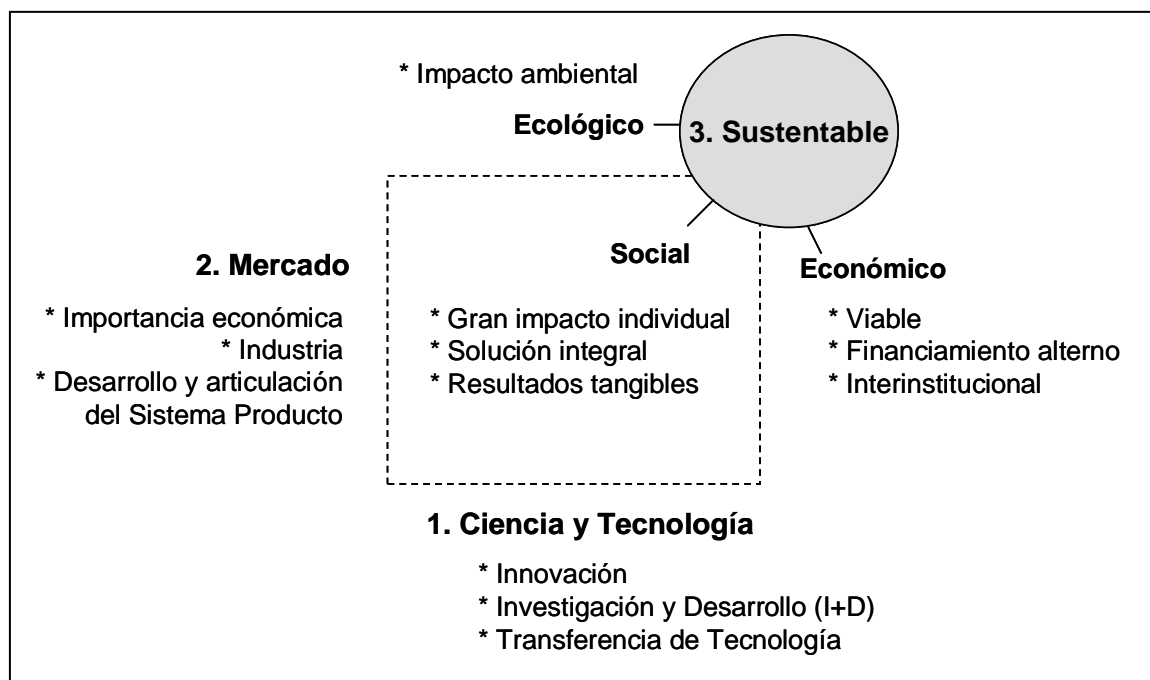 * Impacto ambiental
Ecológico
3. Sustentable
Social
Económico
2. Mercado
* Importancia económica
* Industria
* Desarrollo y articulación
del Sistema Producto
* Gran impacto individual
* Solución integral
* Resultados tangibles
* Viable
* Financiamiento alterno
* Interinstitucional
1. Ciencia y Tecnología
* Innovación
* Investigación y Desarrollo (I+D)
* Transferencia de Tecnología